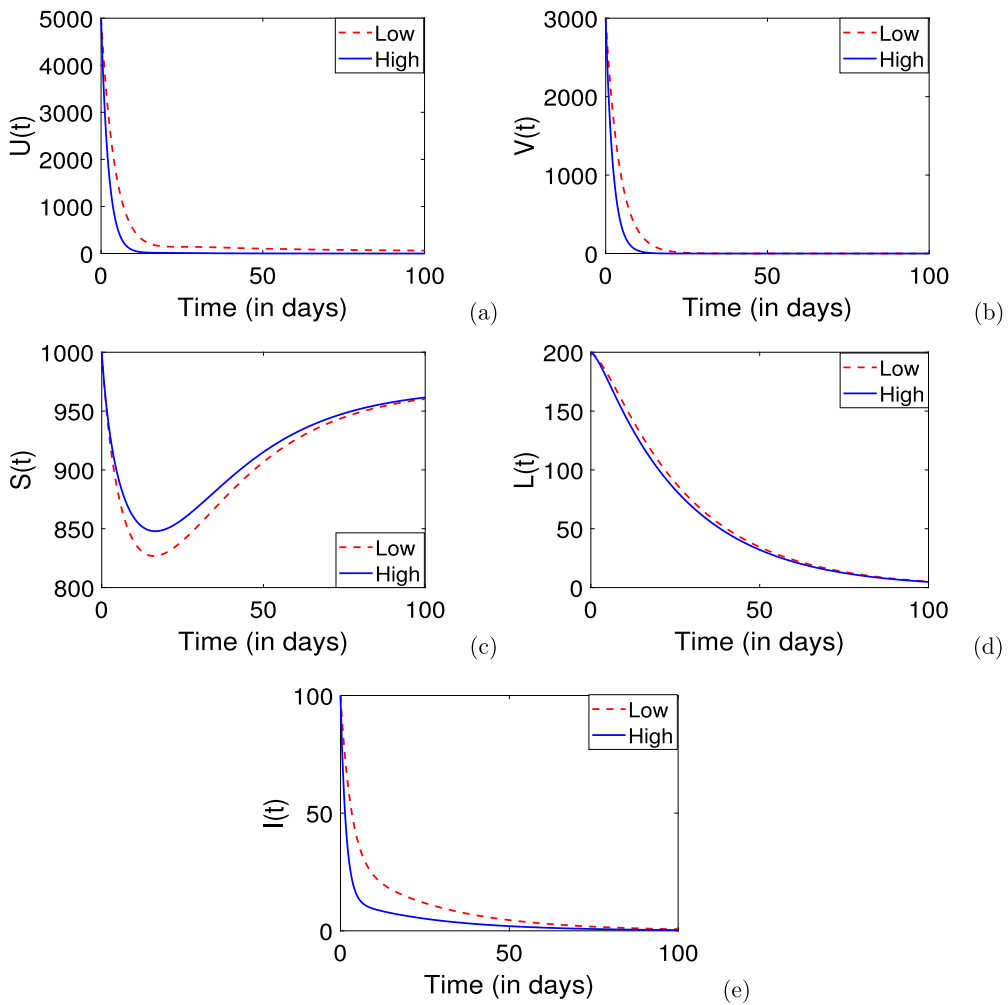 5000
4000
3000
2000
1000
0
U(t)
Low
High
0
50
100
Time (in days)
(a)
3000
2000
1000
0
V(t)
Low
High
0
50
100
Time (in days)
(b)
1000
950
900
850
800
S(t)
Low
High
0
50
100
Time (in days)
(c)
200
150
100
50
0
L(t)
Low
High
0
50
100
Time (in days)
(d)
100
50
0
I(t)
Low
High
0
50
100
Time (in days)
(e)